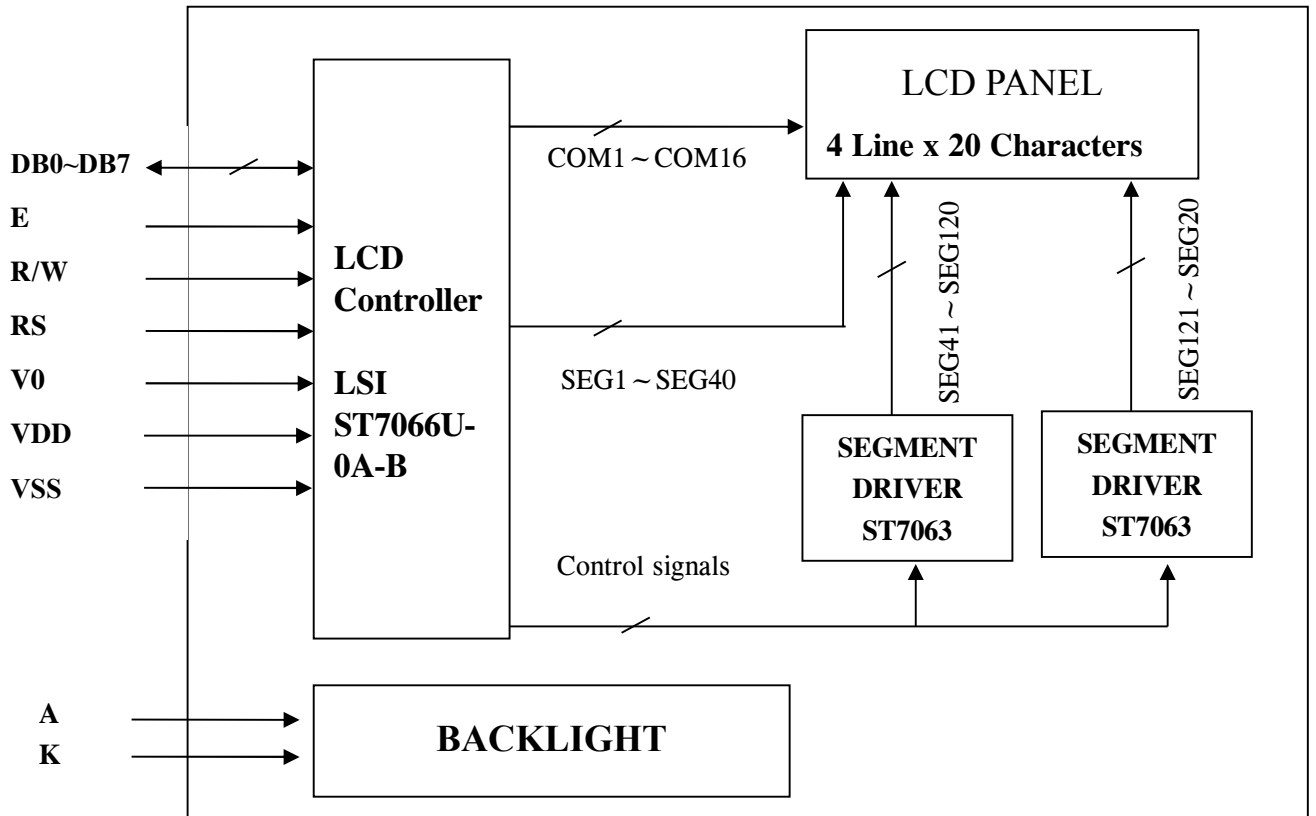 LCD PANEL
4 Line x 20 Characters
DB0~DB7
E
R/W
RS
V0
VDD
VSS
LCD
Controller
LSI
ST7066U-
0A-B
COM1 ~ COM16
SEG1 ~ SEG40
SEG41 ~ SEG120
SEG121 ~ SEG20
SEGMENT
DRIVER
ST7063
SEGMENT
DRIVER
ST7063
Control signals
A
K
BACKLIGHT